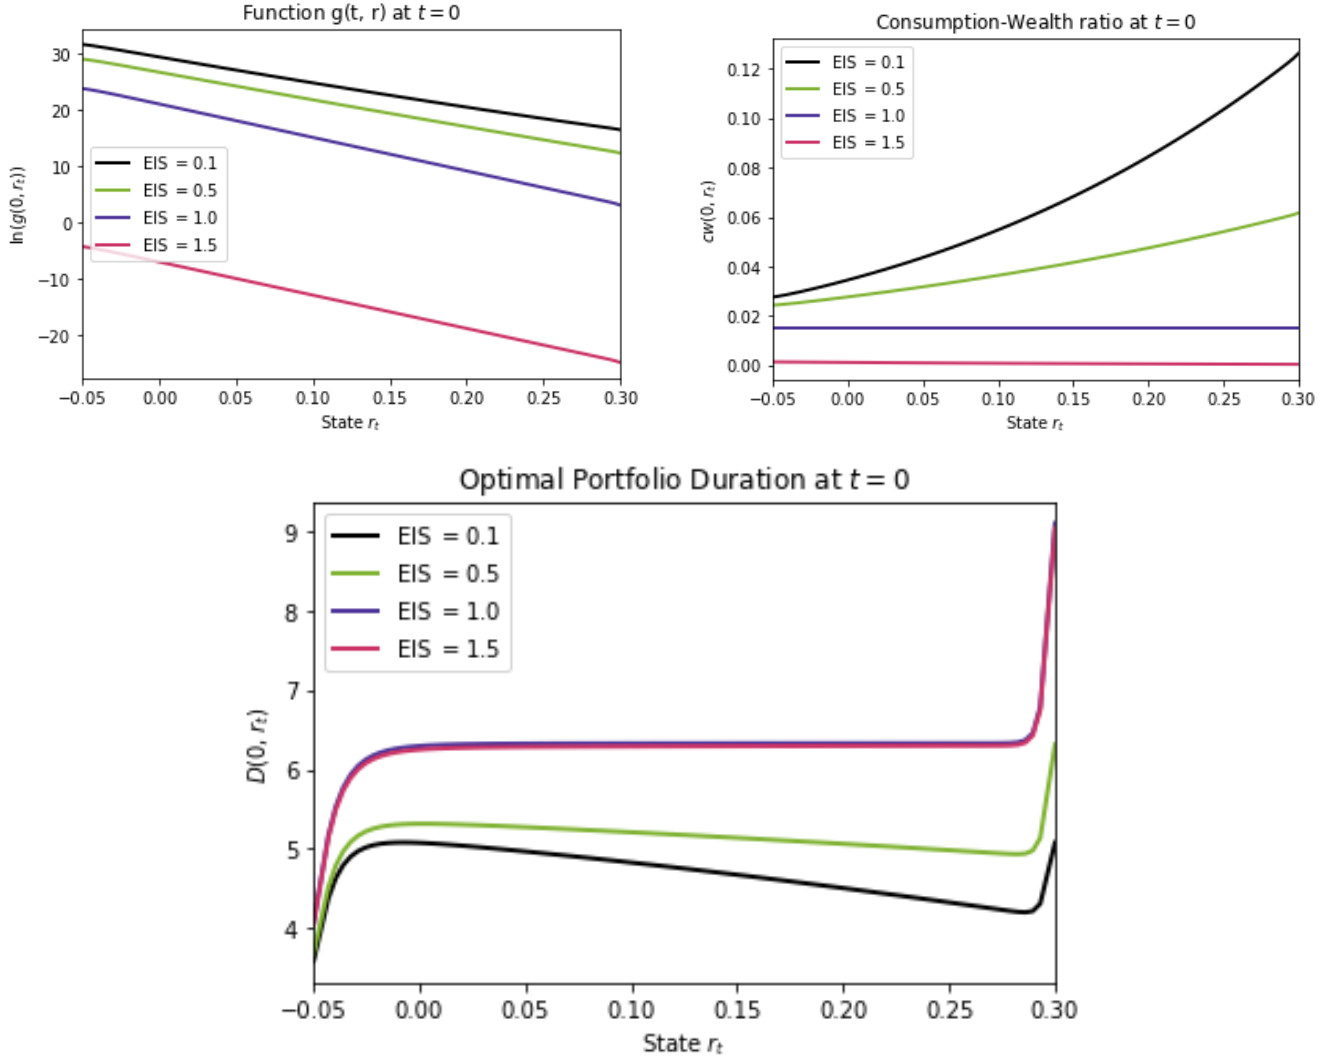 Function g(t, r) at t = 0
ln(g(0, r_t))
30
20
10
0
−10
−20
EIS = 0.1
EIS = 0.5
EIS = 1.0
EIS = 1.5
−0.05 0.00 0.05 0.10 0.15 0.20 0.25 0.30
State r_t
Consumption-Wealth ratio at t = 0
cw(0, r_t)
0.12
0.10
0.08
0.06
0.04
0.02
0.00
EIS = 0.1
EIS = 0.5
EIS = 1.0
EIS = 1.5
−0.05 0.00 0.05 0.10 0.15 0.20 0.25 0.30
State r_t
Optimal Portfolio Duration at t = 0
D(0, r_t)
9
8
7
6
5
4
EIS = 0.1
EIS = 0.5
EIS = 1.0
EIS = 1.5
−0.05 0.00 0.05 0.10 0.15 0.20 0.25 0.30
State r_t